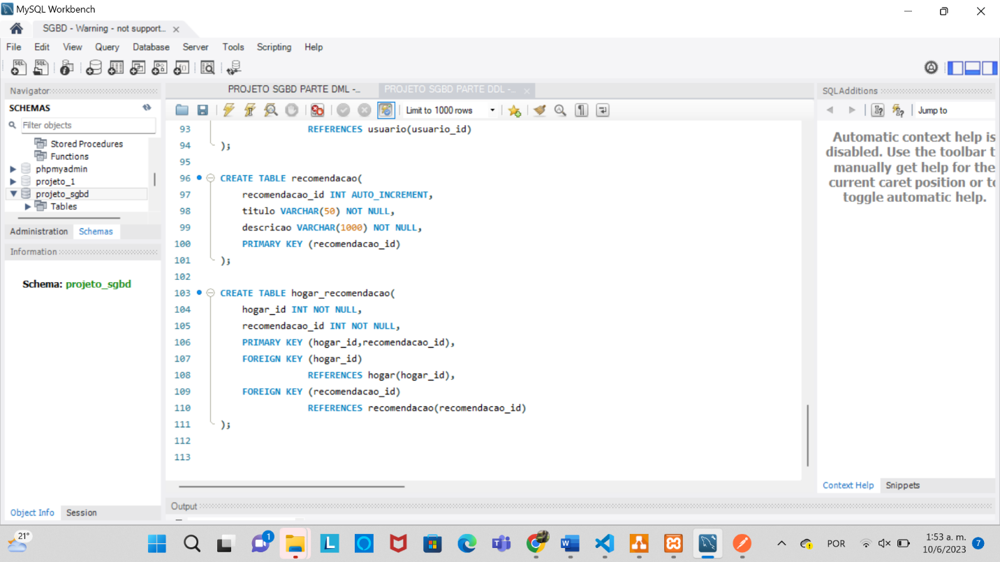 MySQL Workbench
SGBD - Warning - not support...
File Edit View Query Database Server Tools Scripting Help
Navigator
PROJETO SGBD PARTE DML -...
PROJETO SGBD PARTE DDL -...
SQLAdditions
SCHEMAS
Limit to 1000 rows
Jump to
Filter objects
Stored Procedures
Functions
phpmyadmin
projeto_1
projeto_sgbd
Tables
Administration Schemas
Information
Schema: projeto_sgbd
Object Info Session
93 REFERENCES usuario(usuario_id)
94 );
95
96 CREATE TABLE recomendacao(
97 recomendacao_id INT AUTO_INCREMENT,
98 titulo VARCHAR(50) NOT NULL,
99 descricao VARCHAR(1000) NOT NULL,
100 PRIMARY KEY (recomendacao_id)
101 );
102
103 CREATE TABLE hogar_recomendacao(
104 hogar_id INT NOT NULL,
105 recomendacao_id INT NOT NULL,
106 PRIMARY KEY (hogar_id,recomendacao_id),
107 FOREIGN KEY (hogar_id)
108 REFERENCES hogar(hogar_id),
109 FOREIGN KEY (recomendacao_id)
110 REFERENCES recomendacao(recomendacao_id)
111 );
112
113
Automatic context help is
disabled. Use the toolbar t
manually get help for the
current caret position or to
toggle automatic help.
Context Help Snippets
Output
21°
1
POR
1:53 a. m.
10/6/2023
7